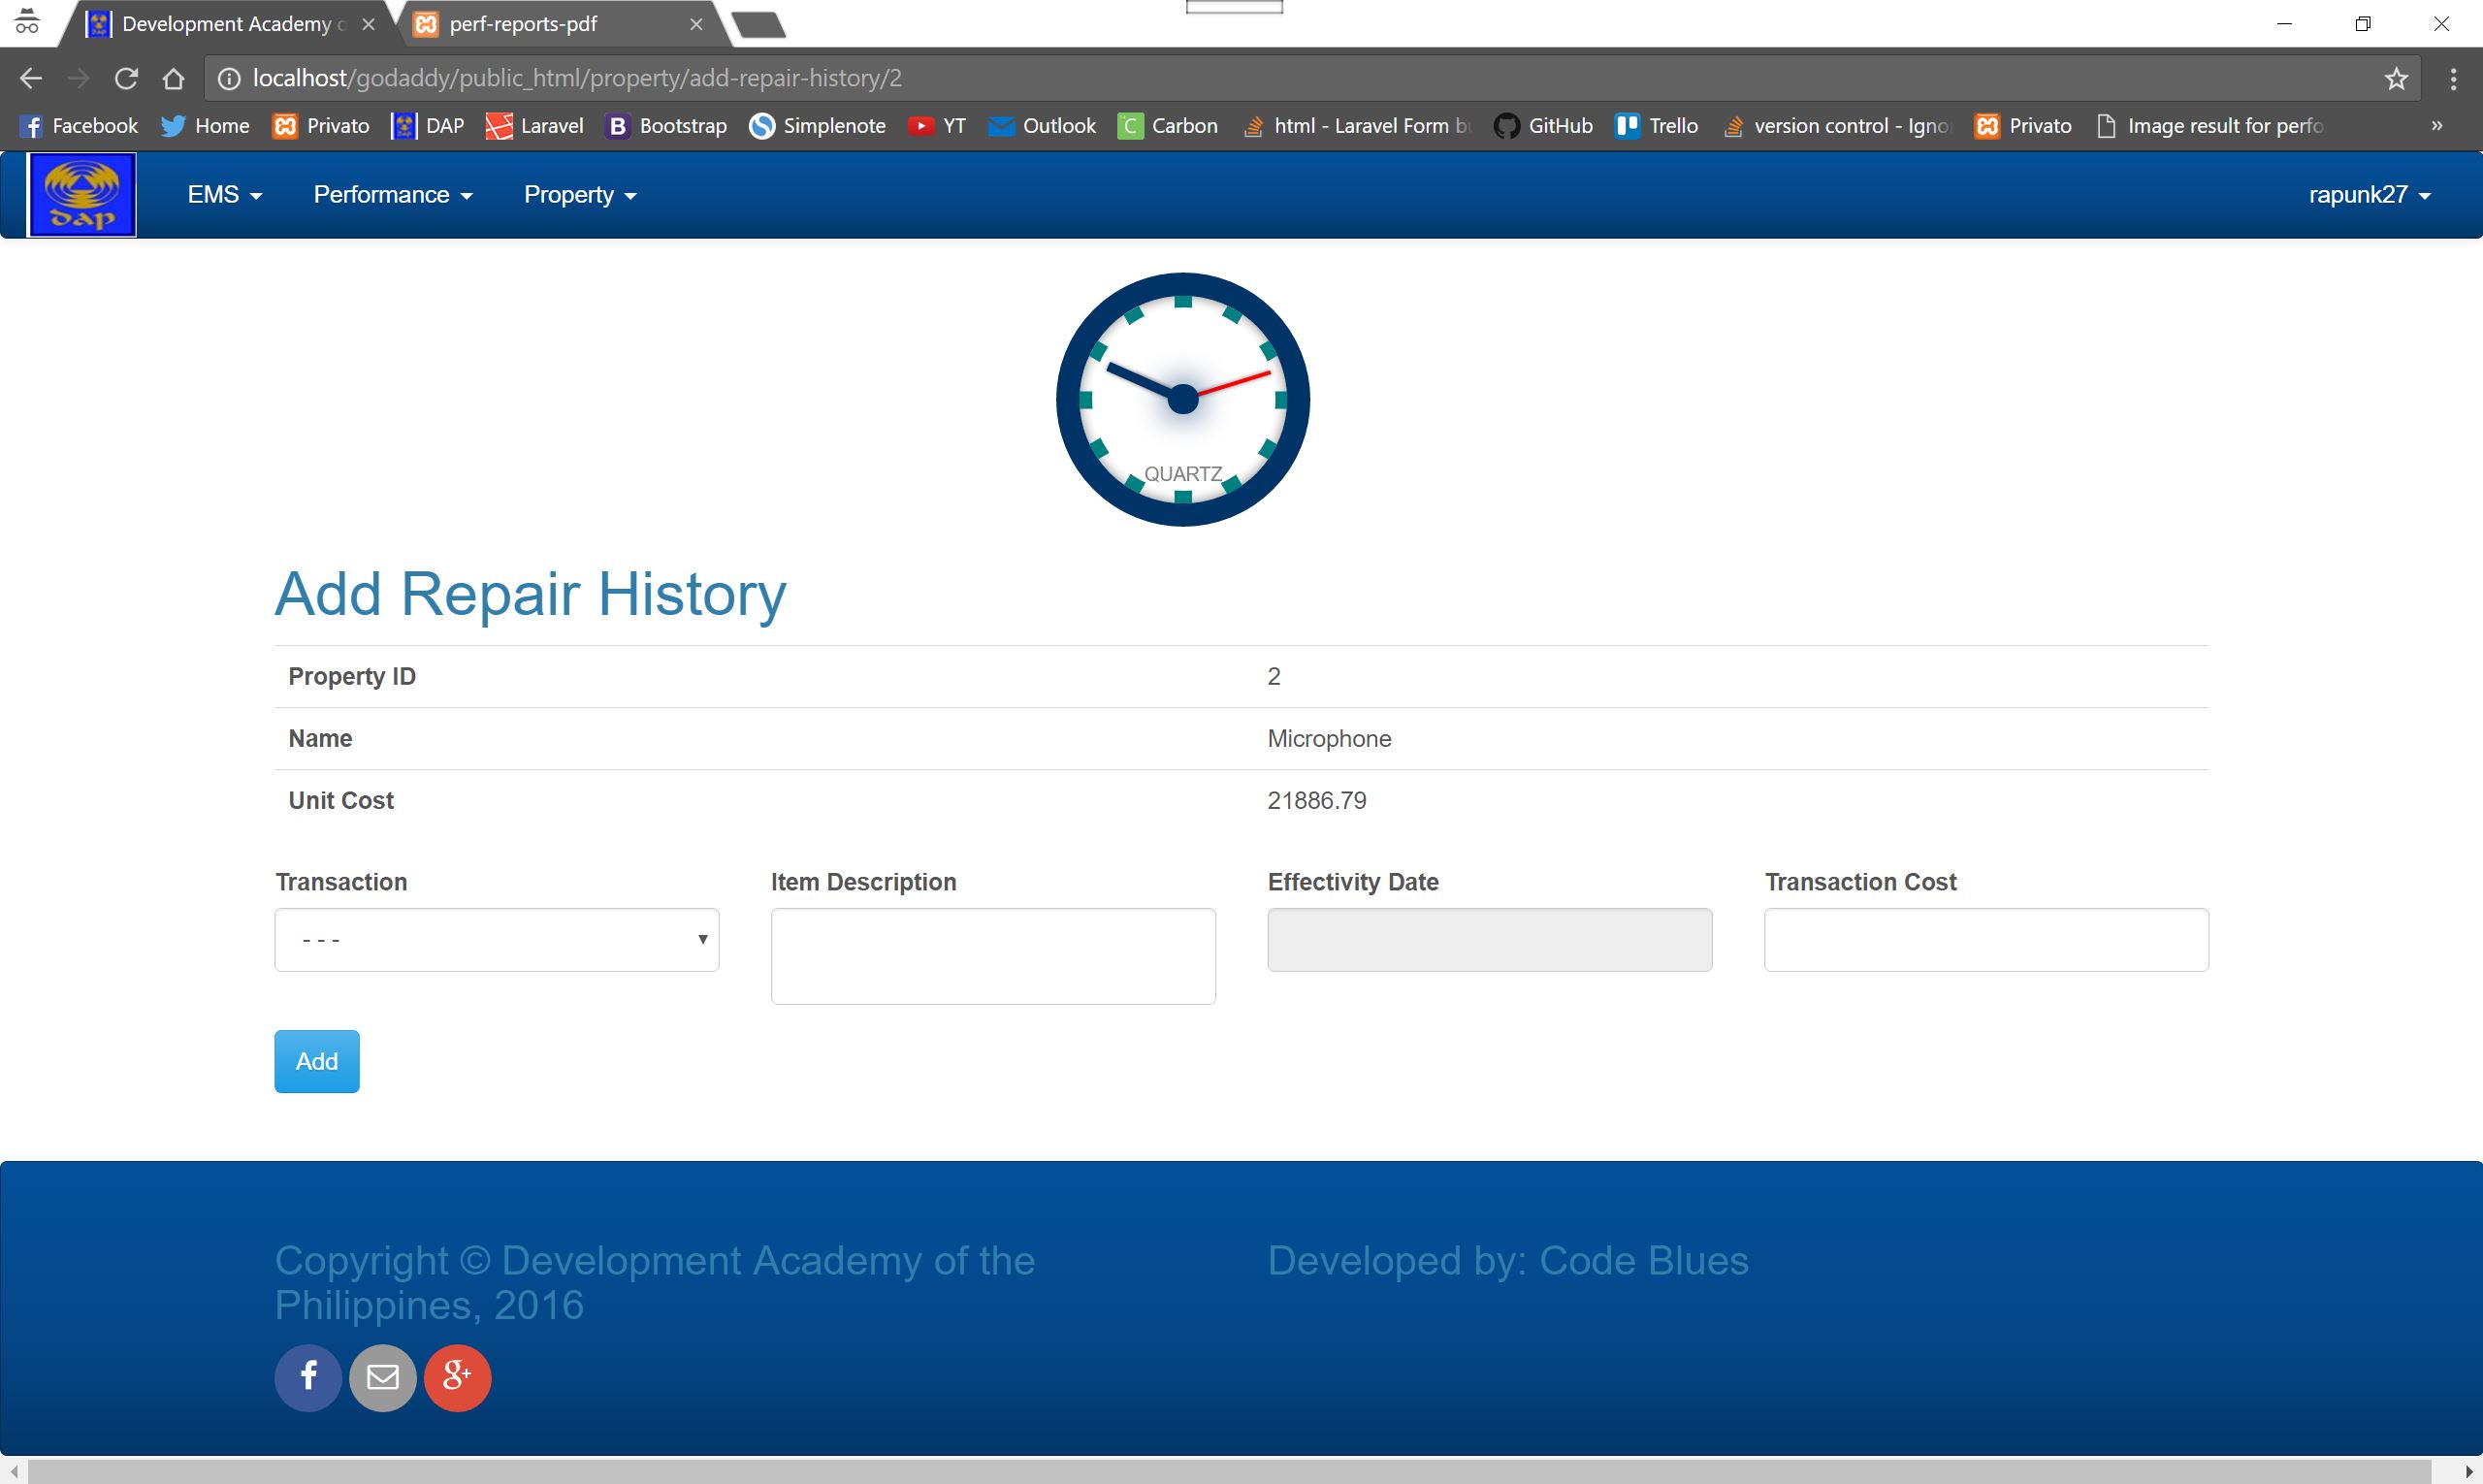 Development Academy
perf-reports-pdf
localhost/godaddy/public_html/property/add-repair-history/2
Facebook Home Privato DAP Laravel Bootstrap Simplenote YT Outlook Carbon html - Laravel Form GitHub Trello version control - Privato Image result for »
dap EMS Performance Property rapunk27
QUARTZ
Add Repair History
Property ID 2
Name Microphone
Unit Cost 21886.79
Transaction Item Description Effectivity Date Transaction Cost
- - -
Add
Copyright © Development Academy of the
Philippines, 2016
Developed by: Code Blues